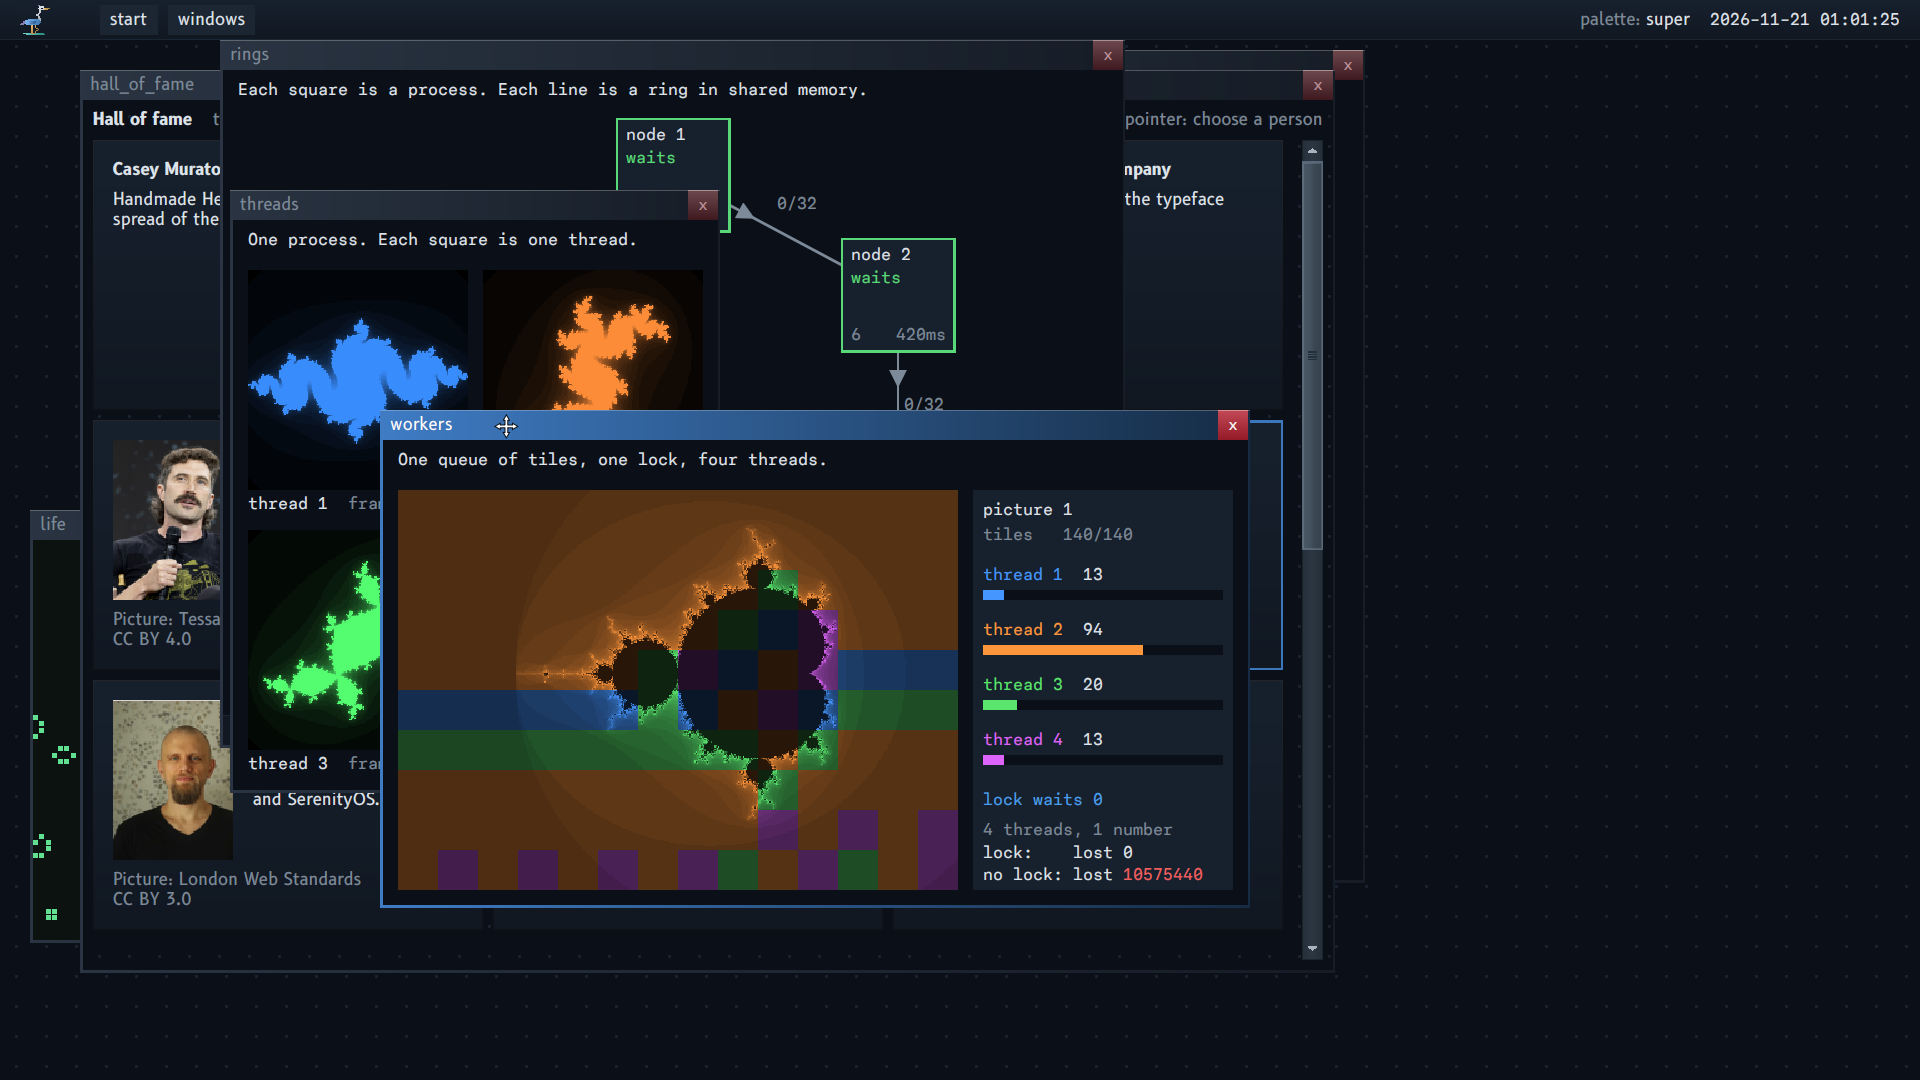 start
windows
palette: super
2026-11-21 01:01:25
rings
x
x
x
hall_of_fame
Each square is a process. Each line is a ring in shared memory.
Hall of fame
pointer: choose a person
node 1
waits
Casey Murato
Handmade He
spread of the
mpany
the typeface
threads
x
0/32
One process. Each square is one thread.
node 2
waits
6 420ms
0/32
workers
x
One queue of tiles, one lock, four threads.
thread 1 fra
picture 1
tiles 140/140
thread 1 13
thread 2 94
thread 3 20
thread 4 13
lock waits 0
4 threads, 1 number
lock: lost 0
no lock: lost 10575440
life
Picture: Tessa
CC BY 4.0
thread 3 fra
and SerenityOS.
Picture: London Web Standards
CC BY 3.0